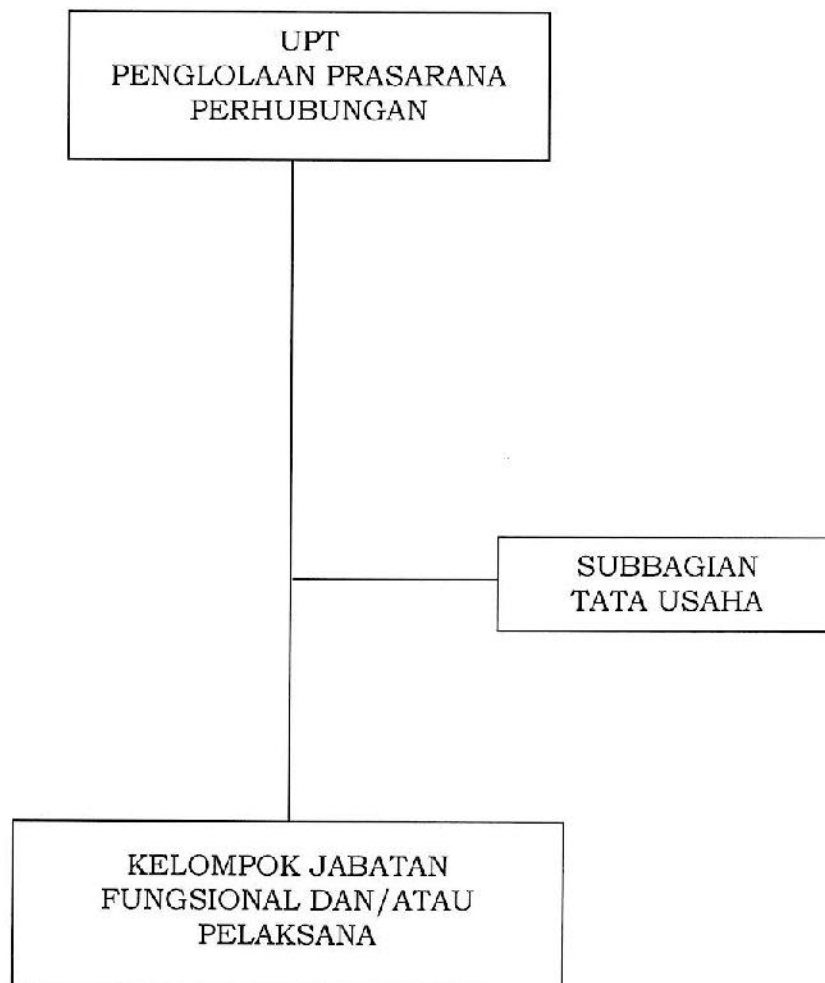 UPT
PENGLOLAAN PRASARANA
PERHUBUNGAN
SUBBAGIAN
TATA USAHA
KELOMPOK JABATAN
FUNGSIONAL DAN/ATAU
PELAKSANA